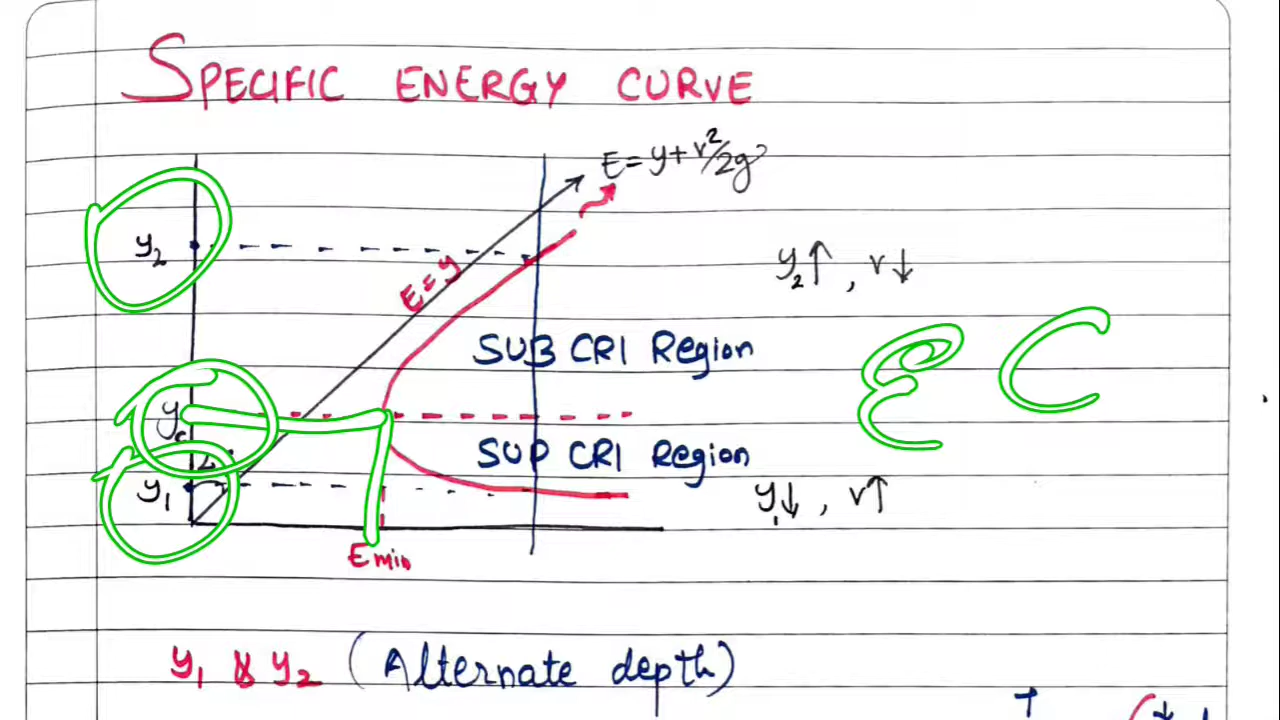 SPECIFIC ENERGY CURVE
E = y + v²/2g
y₂
E = y
y₂↑, v↓
SUB CRI Region
E C
yc
SUP CRI Region
y₁
y₁↓, v↑
Emin
y₁ & y₂ (Alternate depth)